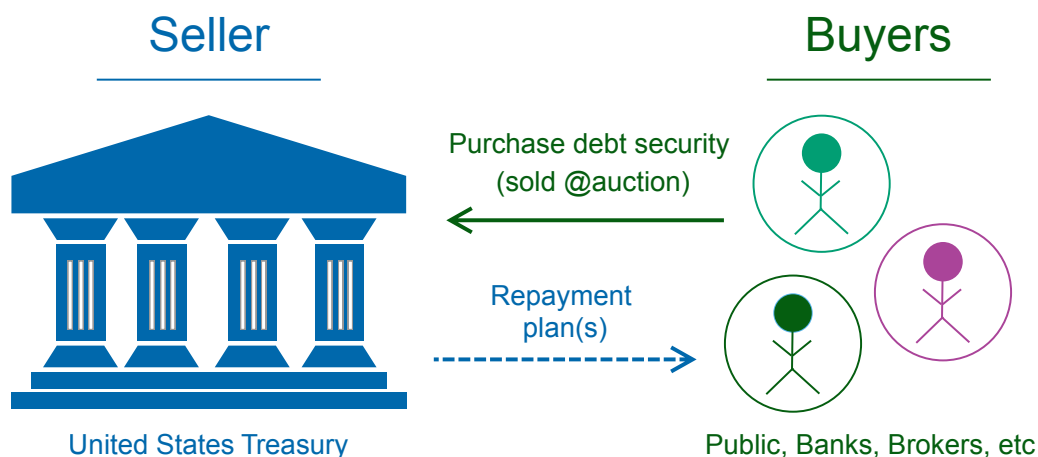 Seller
Buyers
Purchase debt security
(sold @auction)
Repayment
plan(s)
United States Treasury
Public, Banks, Brokers, etc